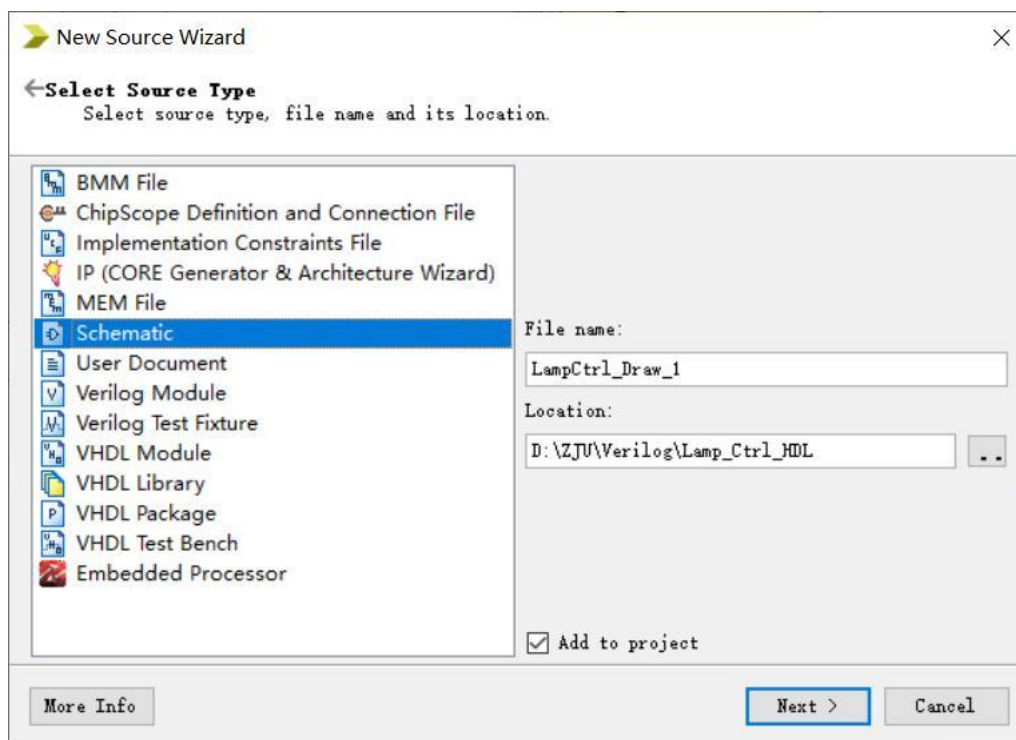 New Source Wizard
Select Source Type
Select source type, file name and its location.
BMM File
ChipScope Definition and Connection File
Implementation Constraints File
IP (CORE Generator & Architecture Wizard)
MEM File
Schematic
User Document
Verilog Module
Verilog Test Fixture
VHDL Module
VHDL Library
VHDL Package
VHDL Test Bench
Embedded Processor
File name:
LampCtrl_Draw_1
Location:
D:\ZJU\Verilog\Lamp_Ctrl_HDL
..
Add to project
More Info
Next >
Cancel